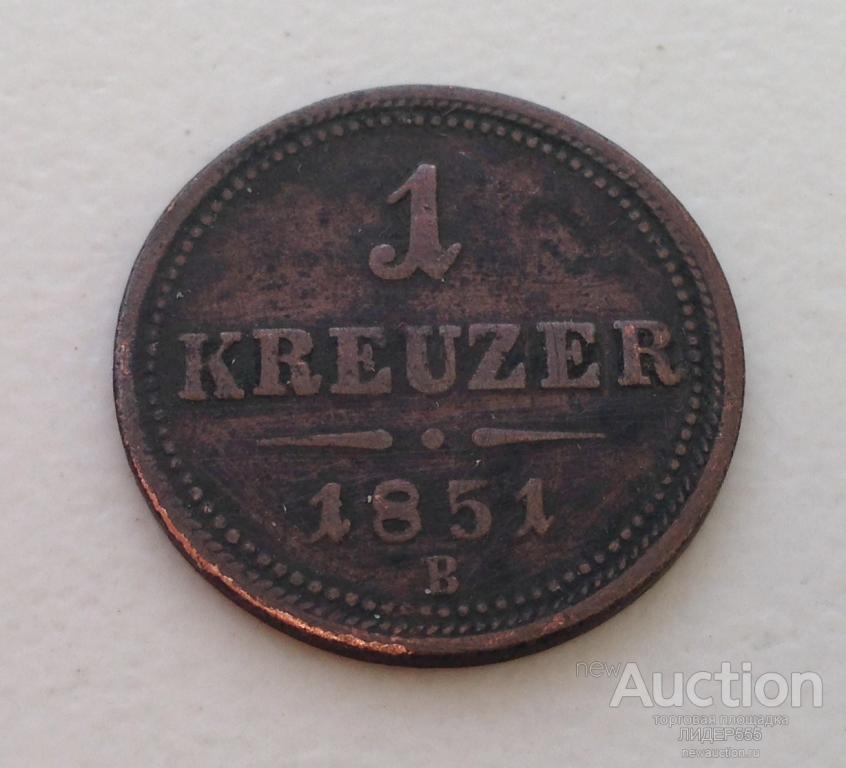 1
KREUZER
1851
B
newAuction
торговая площадка
ЛИДЕР555
newauction.ru